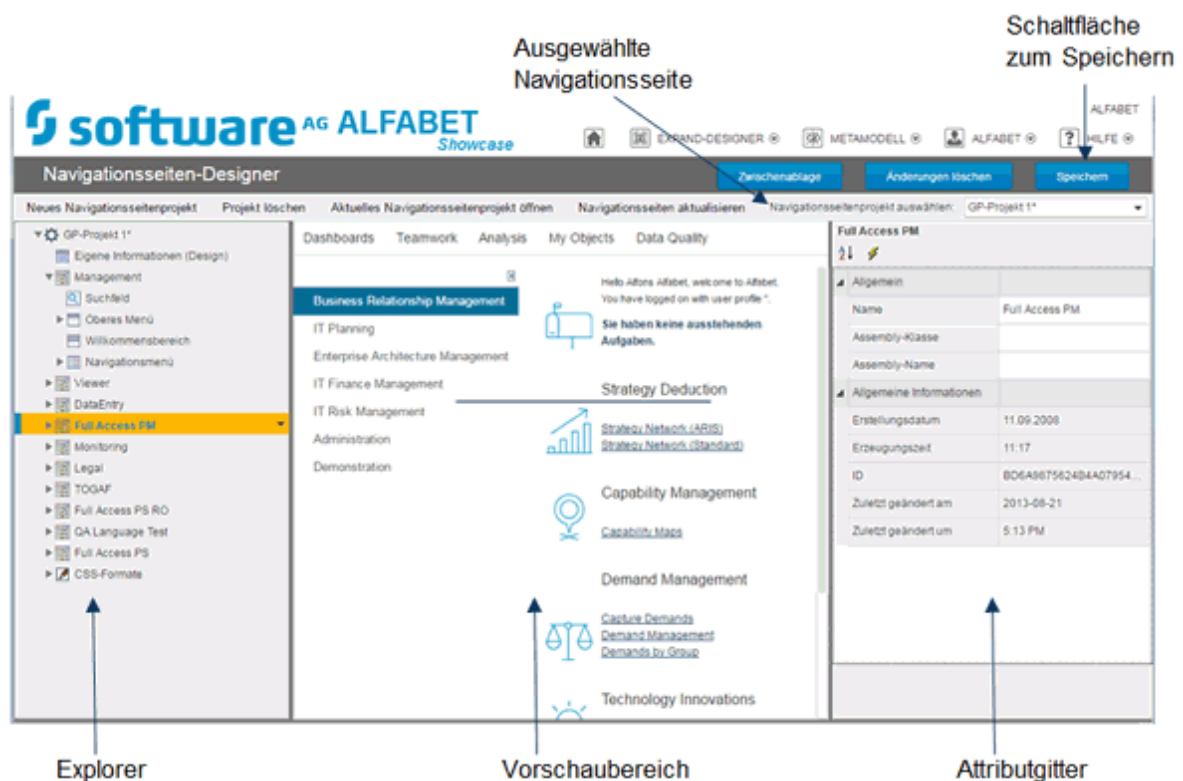 Ausgewählte
Navigationsseite
Schaltfläche
zum Speichern
software AG ALFABET
Showcase
ALFABET
EXPAND-DESIGNER
METAMODELL
ALFABET
? HILFE
Navigationsseiten-Designer
Zwischenablage
Änderungen löschen
Speichern
Neues Navigationsseitenprojekt
Projekt löschen
Aktuelles Navigationsseitenprojekt öffnen
Navigationsseiten aktualisieren
Navigationsseitenprojekt auswählen:
GP-Projekt 1*
GP-Projekt 1*
Eigene Informationen (Design)
Management
Suchfeld
Oberes Menü
Willkommensbereich
Navigationsmenü
Viewer
DataEntry
Full Access PM
Monitoring
Legal
TOGAF
Full Access PS RO
QA Language Test
Full Access PS
CSS-Formate
Dashboards
Teamwork
Analysis
My Objects
Data Quality
Business Relationship Management
IT Planning
Enterprise Architecture Management
IT Finance Management
IT Risk Management
Administration
Demonstration
Hello Alfons Alfabet, welcome to Alfabet.
You have logged on with user profile ".
Sie haben keine ausstehenden
Aufgaben.
Strategy Deduction
Strategy Network (ARIS)
Strategy Network (Standard)
Capability Management
Capability Maps
Demand Management
Capture Demands
Demand Management
Demands by Group
Technology Innovations
Full Access PM
Allgemein
Name
Full Access PM
Assembly-Klasse
Assembly-Name
Allgemeine Informationen
Erstellungsdatum
11.09.2008
Erzeugungszeit
11:17
ID
BD6A9875624B4A07954...
Zuletzt geändert am
2013-08-21
Zuletzt geändert um
5:13 PM
Explorer
Vorschaubereich
Attributgitter